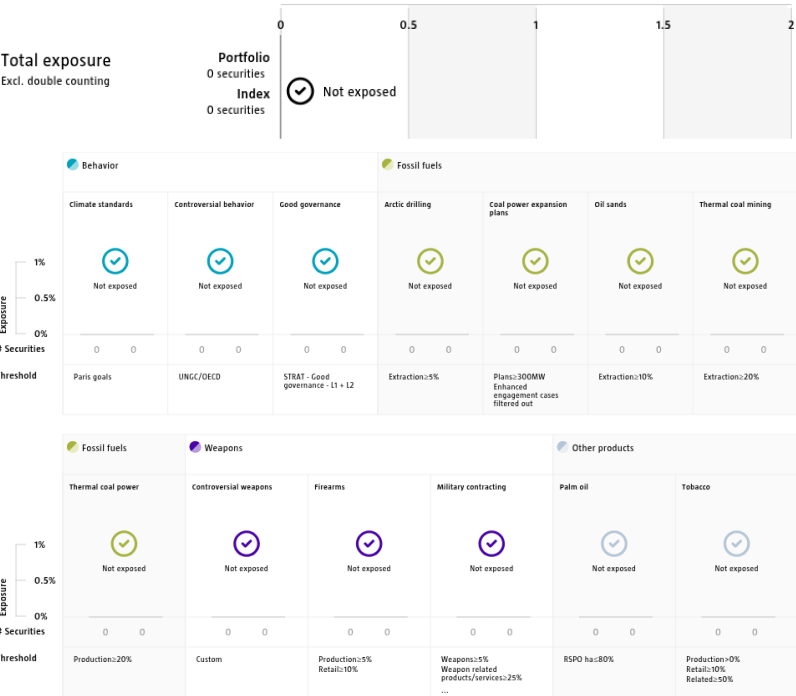 0 0.5 1 1.5 2
Total exposure
Excl. double counting
Portfolio
0 securities
Index
0 securities
Not exposed
Behavior
Fossil fuels
Climate standards
Controversial behavior
Good governance
Arctic drilling
Coal power expansion
plans
Oil sands
Thermal coal mining
Exposure
1%
0.5%
0%
Not exposed Not exposed Not exposed Not exposed Not exposed Not exposed Not exposed
# Securities 0 0 0 0 0 0 0 0 0 0 0 0 0 0
Threshold
Paris goals
UNGC/OECD
STRAT - Good
governance - L1 + L2
Extraction≥5%
Plans≥300MW
Enhanced
engagement cases
filtered out
Extraction≥10%
Extraction≥20%
Fossil fuels
Weapons
Other products
Thermal coal power
Controversial weapons
Firearms
Military contracting
Palm oil
Tobacco
Exposure
1%
0.5%
0%
Not exposed Not exposed Not exposed Not exposed Not exposed Not exposed
# Securities 0 0 0 0 0 0 0 0 0 0 0 0
Threshold
Production≥20%
Custom
Production≥5%
Retail≥10%
Weapons≥5%
Weapon related
products/services≥25%
...
RSPO ha≤80%
Production>0%
Retail≥10%
Related≥50%